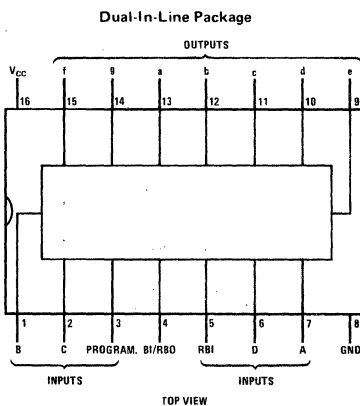 Dual-In-Line Package
OUTPUTS
VCC f g a b c d e
16 15 14 13 12 11 10 9
1 2 3 4 5 6 7 8
B C PROGRAM. BI/RBO RBI D A GND
INPUTS INPUTS
TOP VIEW